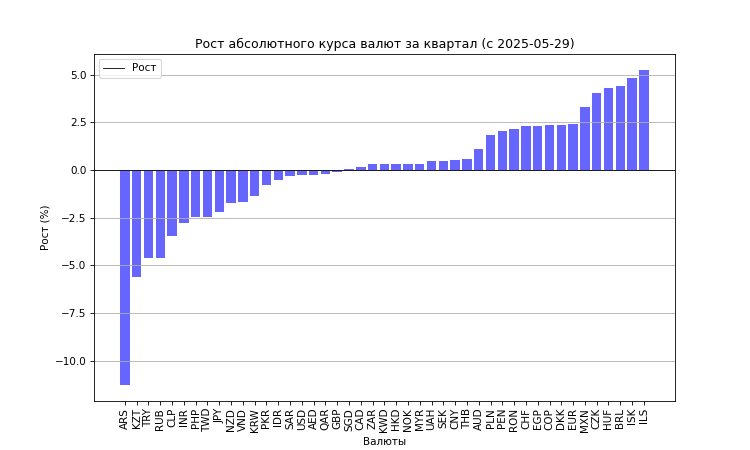 Рост абсолютного курса валют за квартал (с 2025-05-29)
Рост
5.0
2.5
0.0
−2.5
−5.0
−7.5
−10.0
Рост (%)
ARS KZT TRY RUB CLP INR PHP TWD JPY NZD VND KRW PKR IDR SAR USD AED QAR GBP SGD CAD ZAR KWD HKD NOK MYR UAH SEK CNY THB AUD PLN PEN RON CHF EGP COP DKK EUR MXN CZK HUF BRL ISK ILS
Валюты